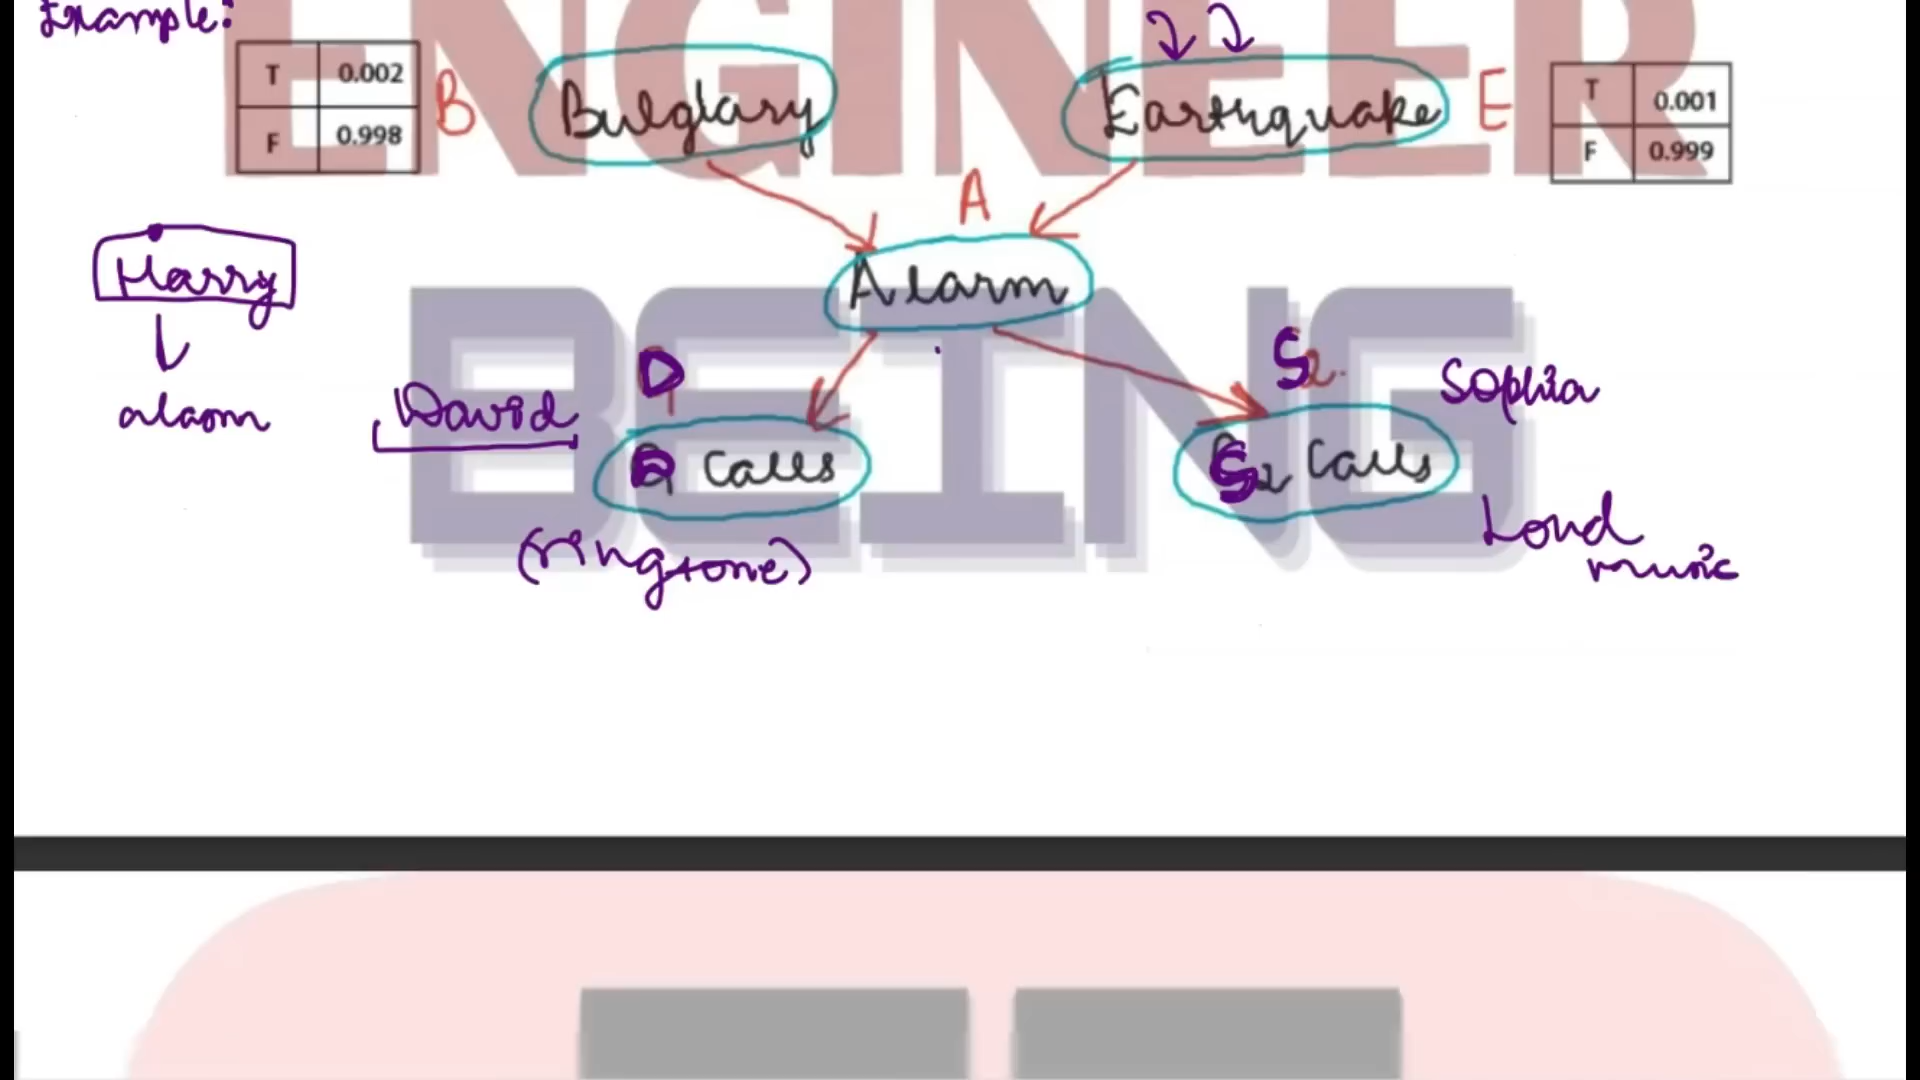 Example:
ENGINEER
T 0.002
F 0.998
B
Bulglary
Earthquake
E
T 0.001
F 0.999
A
Harry
Alarm
alarm
David
D
S2.
Sophia
BEING
calls
S2 Calls
(ringtone)
Loud
music